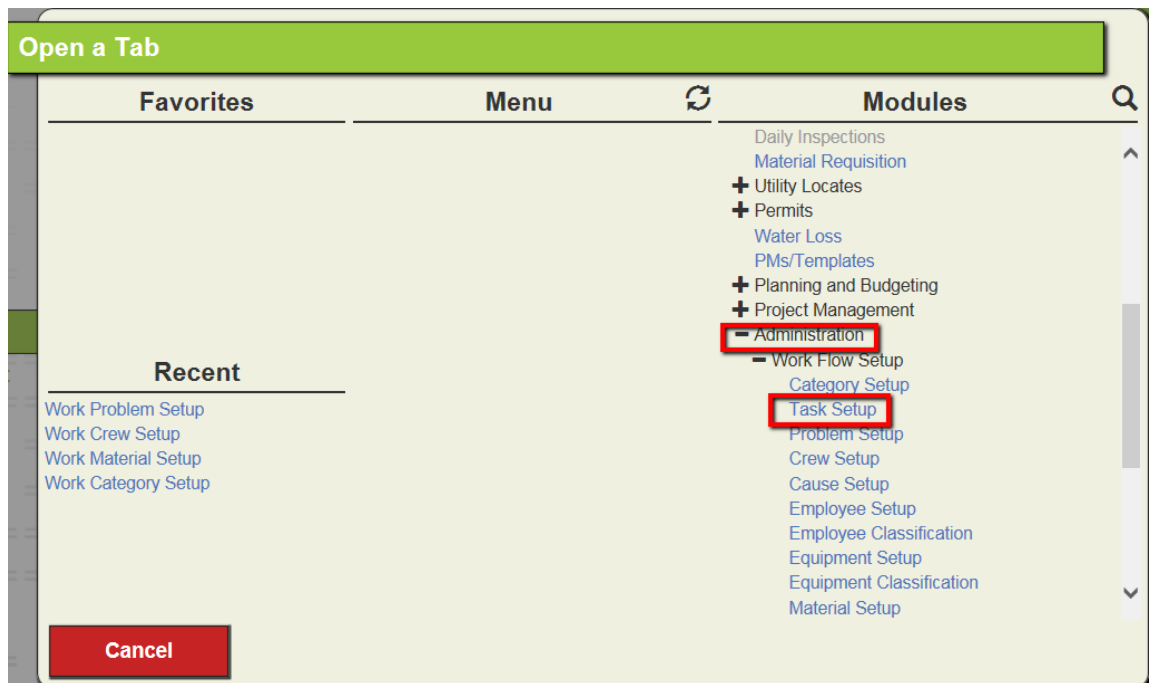 Open a Tab
Favorites
Menu
Modules
Recent
Work Problem Setup
Work Crew Setup
Work Material Setup
Work Category Setup
Daily Inspections
Material Requisition
Utility Locates
Permits
Water Loss
PMs/Templates
Planning and Budgeting
Project Management
Administration
Work Flow Setup
Category Setup
Task Setup
Problem Setup
Crew Setup
Cause Setup
Employee Setup
Employee Classification
Equipment Setup
Equipment Classification
Material Setup
Cancel